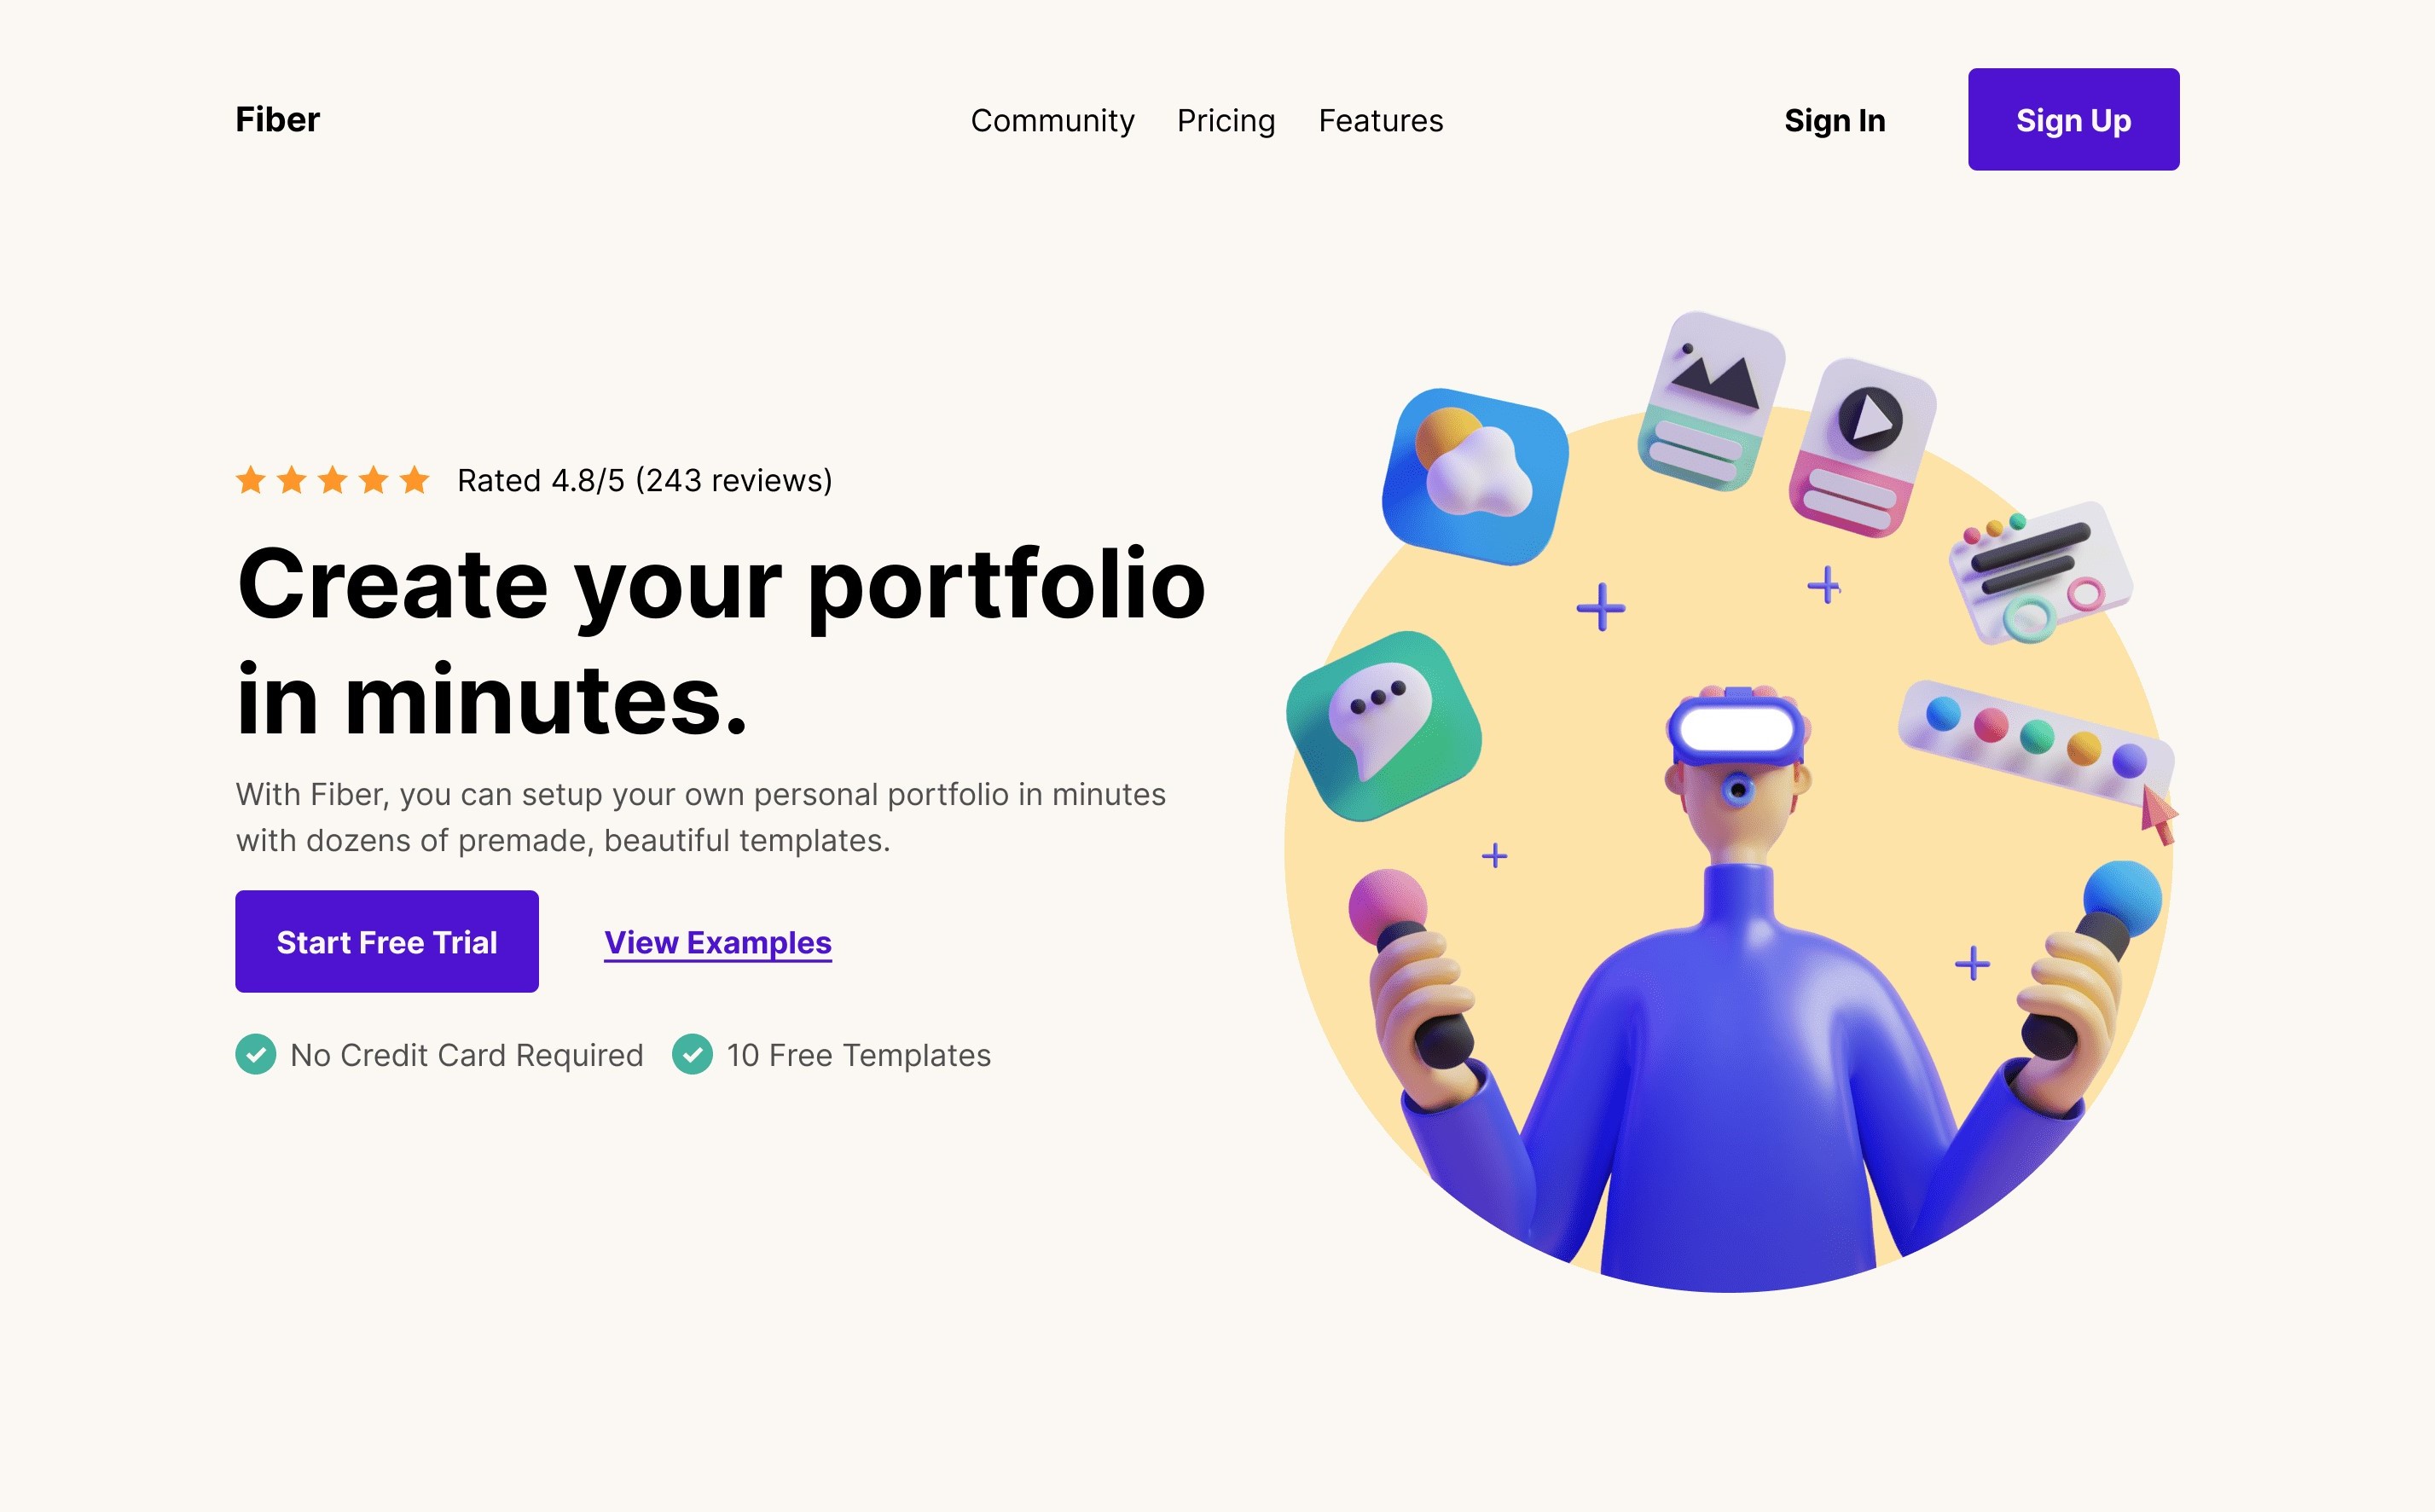 Fiber
Community
Pricing
Features
Sign In
Sign Up
Rated 4.8/5 (243 reviews)
Create your portfolio
in minutes.
With Fiber, you can setup your own personal portfolio in minutes
with dozens of premade, beautiful templates.
Start Free Trial
View Examples
No Credit Card Required
10 Free Templates